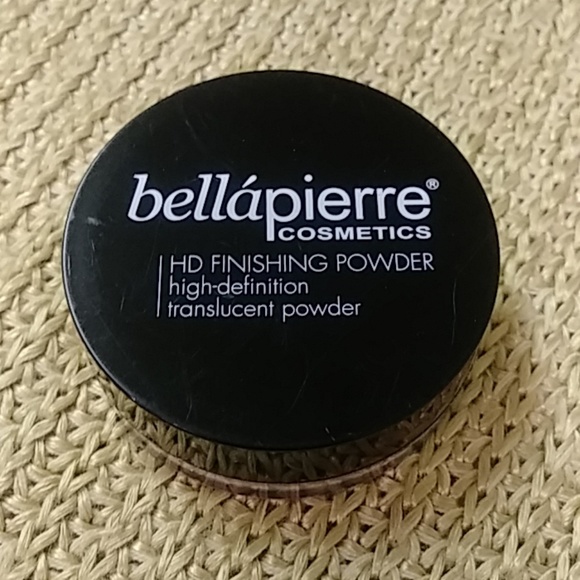 bellápierre®
COSMETICS
HD FINISHING POWDER
high-definition
translucent powder